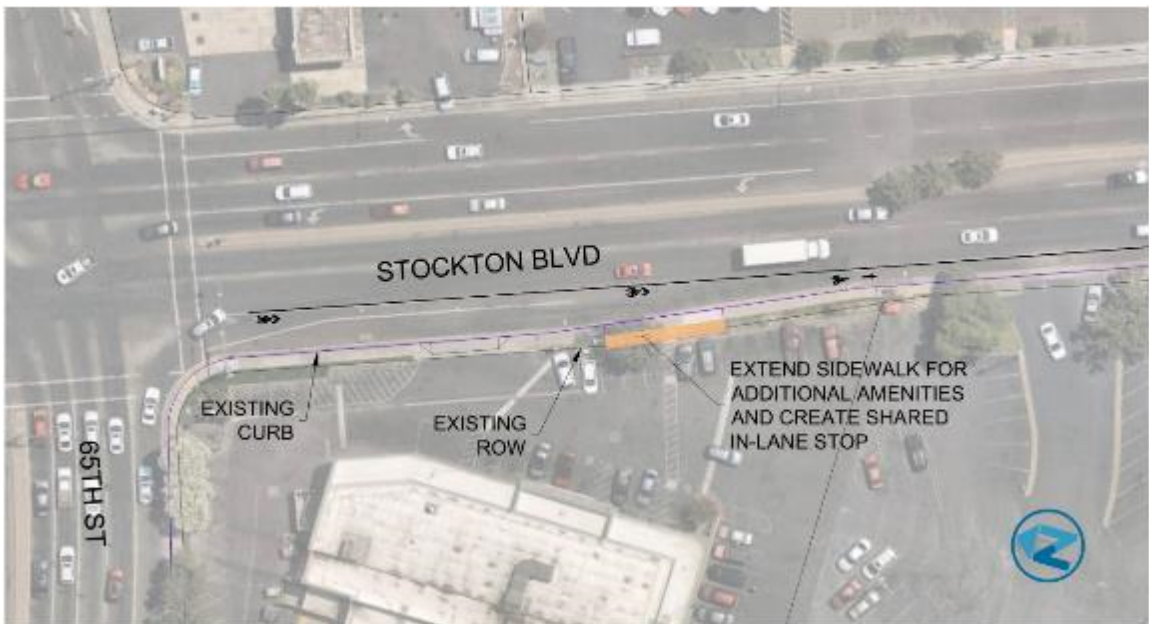 STOCKTON BLVD
EXISTING
CURB
EXISTING
ROW
EXTEND SIDEWALK FOR
ADDITIONAL AMENITIES
AND CREATE SHARED
IN-LANE STOP
65TH ST